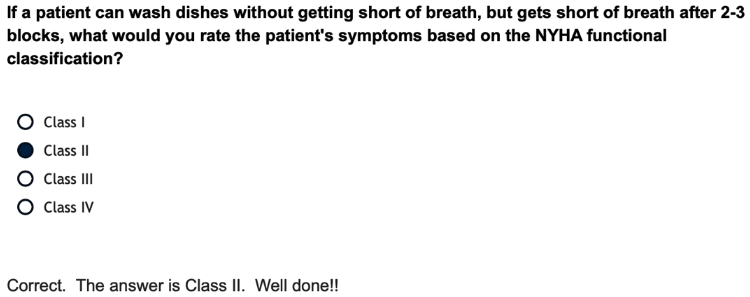 If a patient can wash dishes without getting short of breath, but gets short of breath after 2-3
blocks, what would you rate the patient's symptoms based on the NYHA functional
classification?
Class I
Class II
Class III
Class IV
Correct.  The answer is Class II.  Well done!!